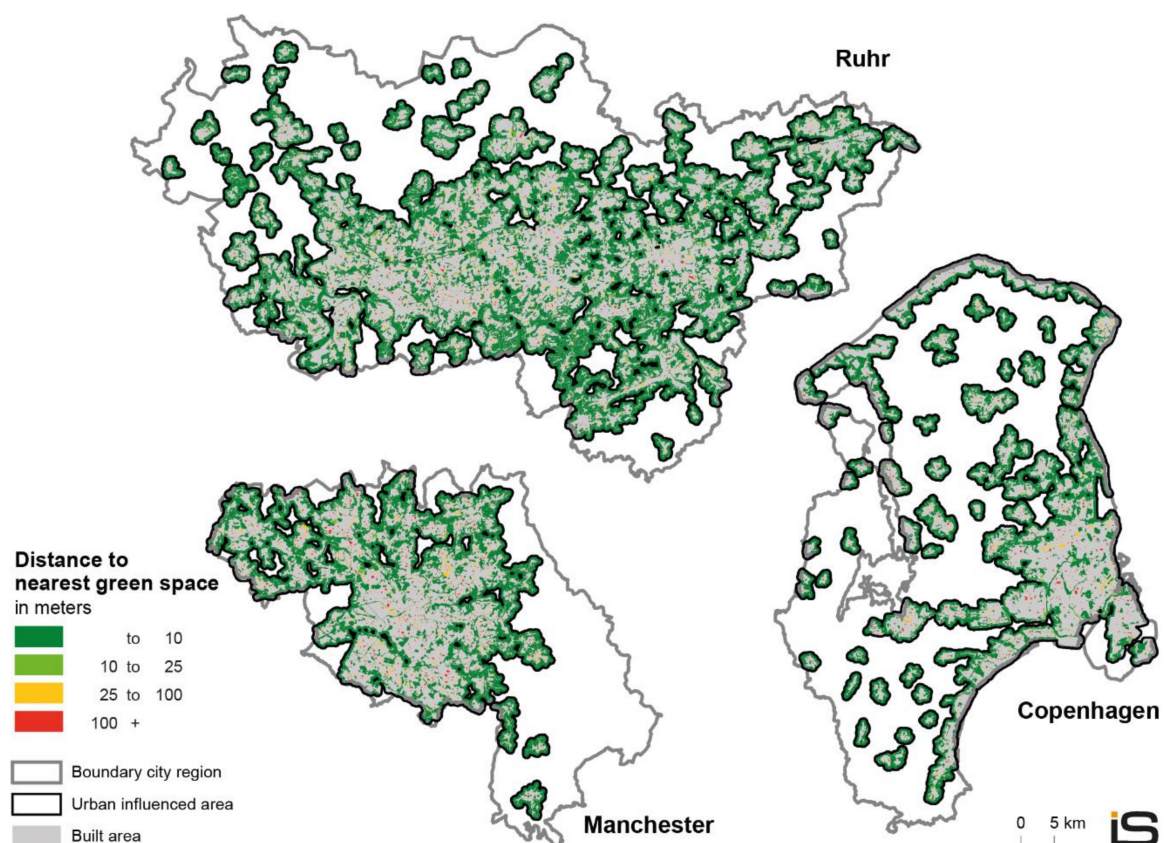 Ruhr
Distance to
nearest green space
in meters
to 10
10 to 25
25 to 100
100 +
Boundary city region
Urban influenced area
Built area
Manchester
Copenhagen
0 5 km
iS